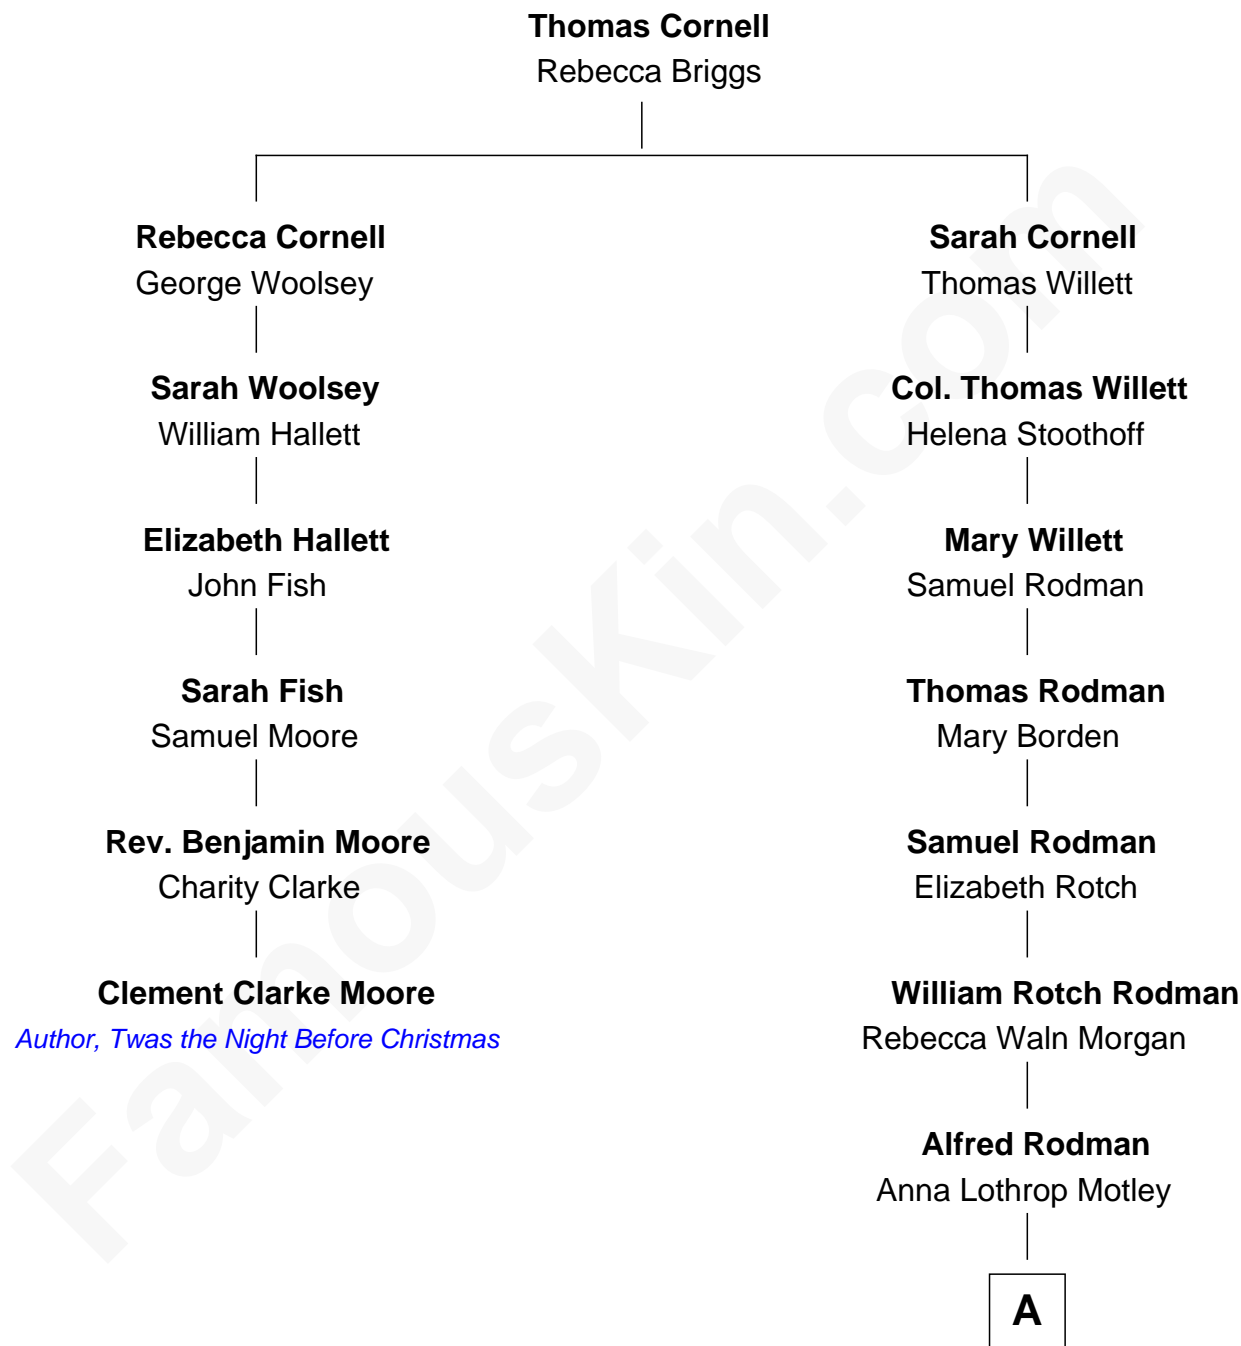 Thomas Cornell
Rebecca Briggs
Rebecca Cornell
George Woolsey
Sarah Woolsey
William Hallett
Elizabeth Hallett
John Fish
Sarah Fish
Samuel Moore
Rev. Benjamin Moore
Charity Clarke
Clement Clarke Moore
Author, Twas the Night Before Christmas
Sarah Cornell
Thomas Willett
Col. Thomas Willett
Helena Stoothoff
Mary Willett
Samuel Rodman
Thomas Rodman
Mary Borden
Samuel Rodman
Elizabeth Rotch
William Rotch Rodman
Rebecca Waln Morgan
Alfred Rodman
Anna Lothrop Motley
A
FamousKin.com